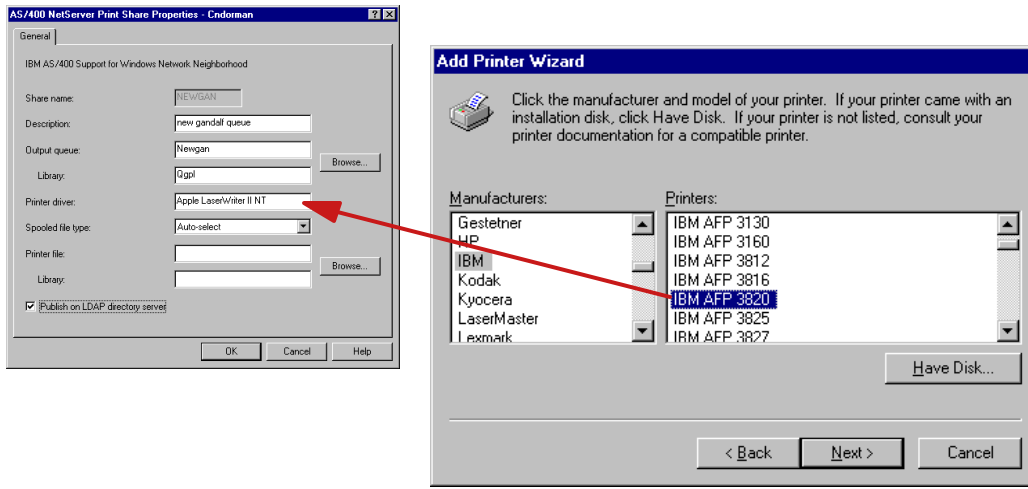 AS/400 NetServer Print Share Properties - Cndorman
General
IBM AS/400 Support for Windows Network Neighborhood
Share name: NEWGAN
Description: new gandalf queue
Output queue: Newgan
Browse...
Library: Qgpl
Printer driver: Apple LaserWriter II NT
Spooled file type: Auto-select
Printer file:
Browse...
Library:
Publish on LDAP directory server
OK Cancel Help
Add Printer Wizard
Click the manufacturer and model of your printer. If your printer came with an
installation disk, click Have Disk. If your printer is not listed, consult your
printer documentation for a compatible printer.
Manufacturers:
Gestetner
HP
IBM
Kodak
Kyocera
LaserMaster
Lexmark
Printers:
IBM AFP 3130
IBM AFP 3160
IBM AFP 3812
IBM AFP 3816
IBM AFP 3820
IBM AFP 3825
IBM AFP 3827
Have Disk...
< Back Next > Cancel